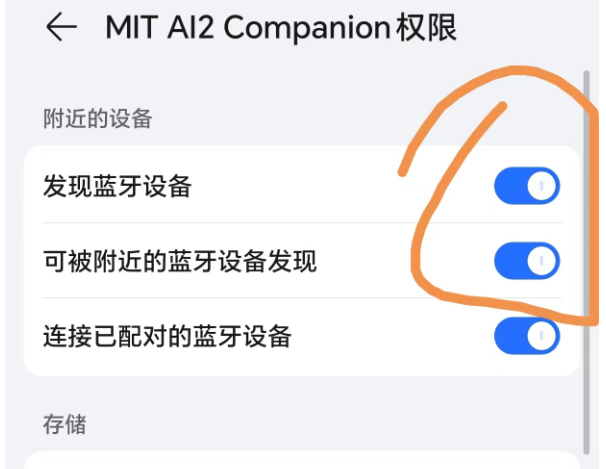 MIT AI2 Companion权限
附近的设备
发现蓝牙设备
可被附近的蓝牙设备发现
连接已配对的蓝牙设备
存储